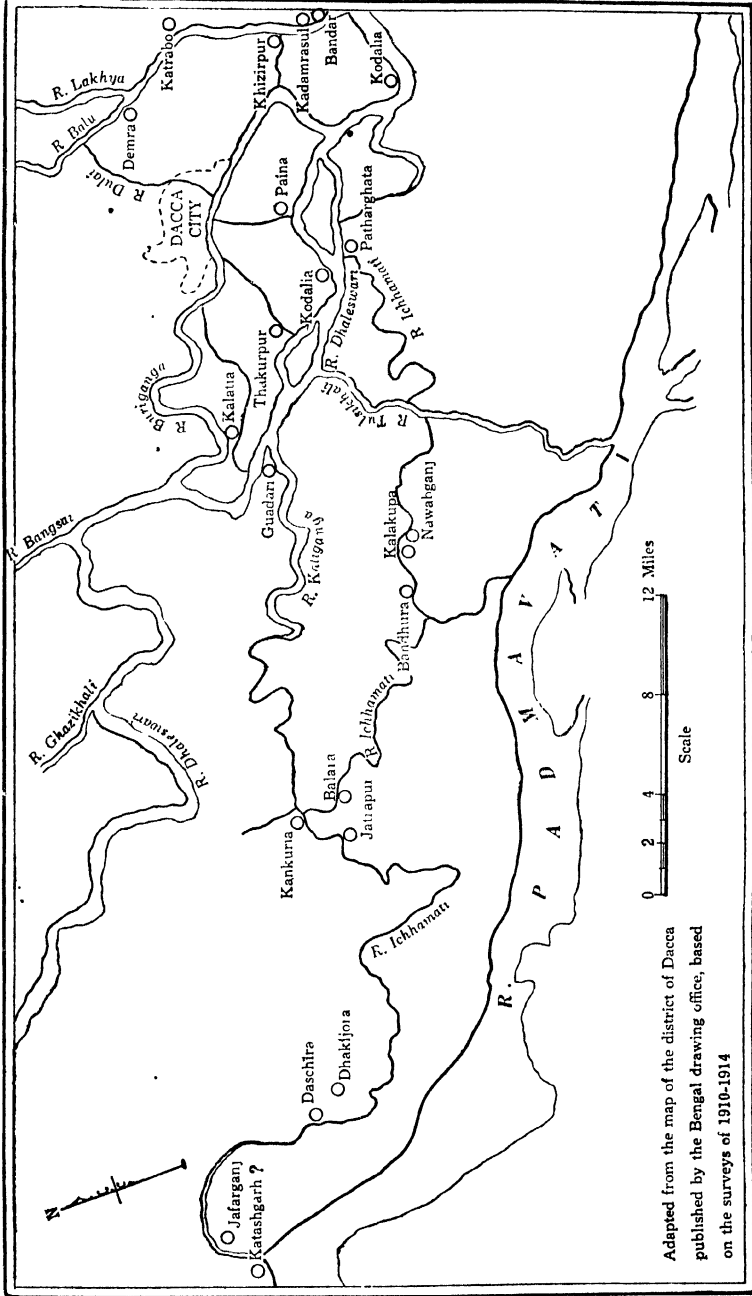 N
Jafarganj
Katashgarh ?
Daschira
Dhakijora
R. Ichhamati
Kankuria
Jatrapur
Balara
R. Ichhamati
R. Ghazikhali
R. Dhaleswari
R Bangsai
Bandhura
Kalakupa
Nawabganj
R. Kaliganga
Guadari
Kalatia
R Buriganga
Thakurpur
Kodalia
R. Dhaleswari
R Tulsikhali
R Ichhamati
Patharghata
Paina
DACCA
CITY
R Dulai
Demra
R Balu
R. Lakhya
Katrabo
Khizirpur
Kadamrasul
Bandar
Kodalia
R. PADMAVATI
0 2 4 8 12 Miles
Scale
Adapted from the map of the district of Dacca
published by the Bengal drawing office, based
on the surveys of 1910-1914